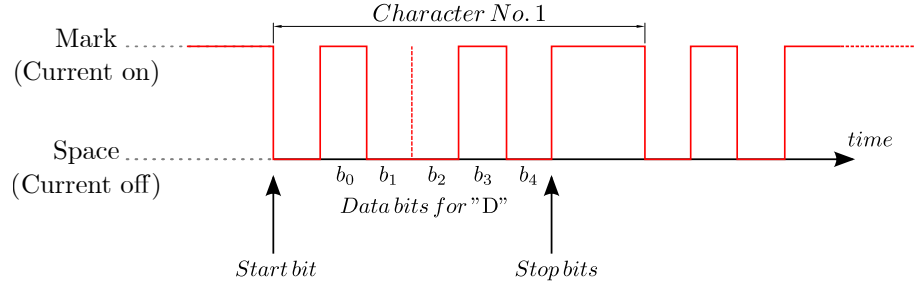 Character No. 1
Mark
(Current on)
Space
(Current off)
time
b0 b1 b2 b3 b4
Data bits for "D"
Start bit
Stop bits